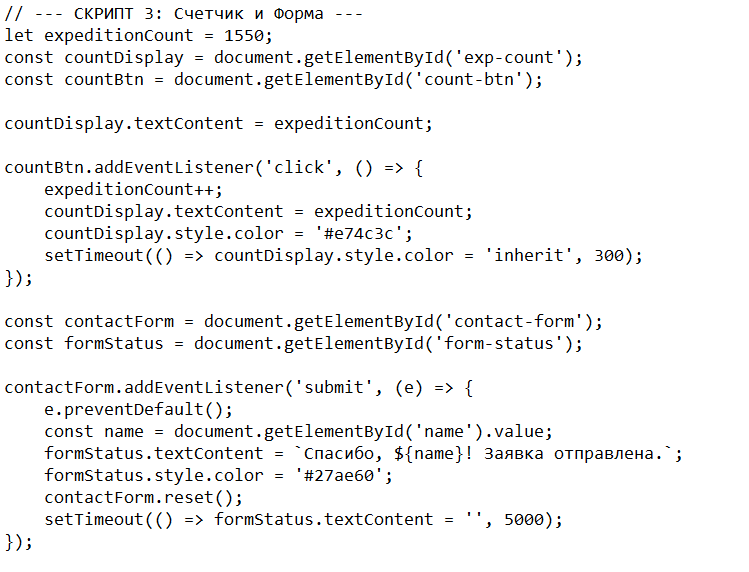 // --- СКРИПТ 3: Счетчик и Форма ---
let expeditionCount = 1550;
const countDisplay = document.getElementById('exp-count');
const countBtn = document.getElementById('count-btn');

countDisplay.textContent = expeditionCount;

countBtn.addEventListener('click', () => {
    expeditionCount++;
    countDisplay.textContent = expeditionCount;
    countDisplay.style.color = '#e74c3c';
    setTimeout(() => countDisplay.style.color = 'inherit', 300);
});

const contactForm = document.getElementById('contact-form');
const formStatus = document.getElementById('form-status');

contactForm.addEventListener('submit', (e) => {
    e.preventDefault();
    const name = document.getElementById('name').value;
    formStatus.textContent = `Спасибо, ${name}! Заявка отправлена.`;
    formStatus.style.color = '#27ae60';
    contactForm.reset();
    setTimeout(() => formStatus.textContent = '', 5000);
});